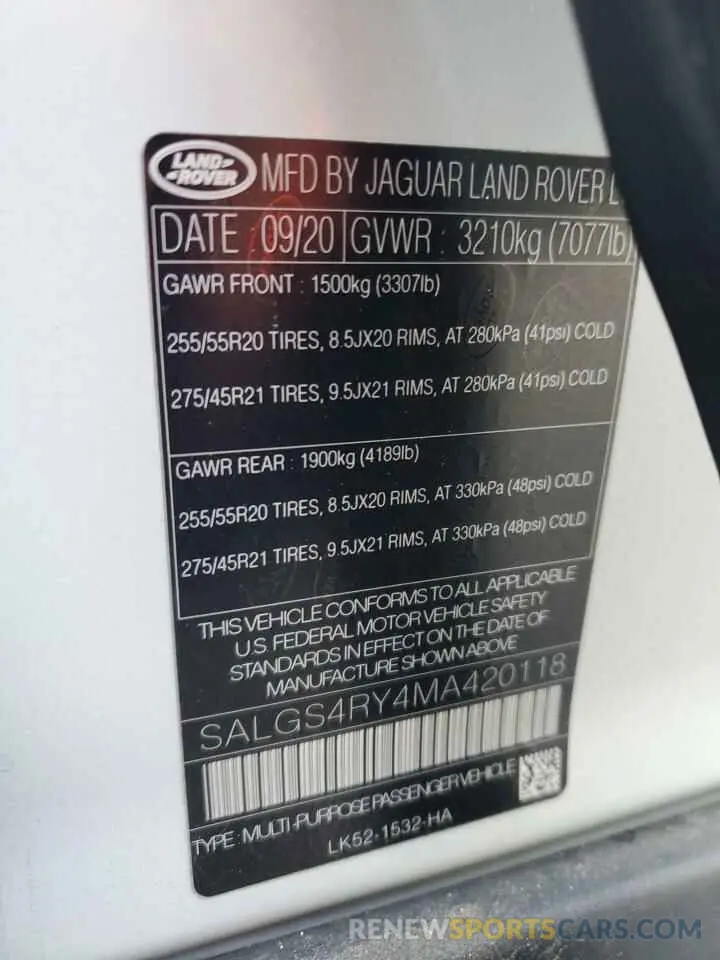 LAND-
-ROVER
MFD BY JAGUAR LAND ROVER
DATE : 09/20 GVWR : 3210kg (7077lb)
GAWR FRONT : 1500kg (3307lb)
255/55R20 TIRES, 8.5JX20 RIMS, AT 280kPa (41psi) COLD
275/45R21 TIRES, 9.5JX21 RIMS, AT 280kPa (41psi) COLD
GAWR REAR : 1900kg (4189lb)
255/55R20 TIRES, 8.5JX20 RIMS, AT 330kPa (48psi) COLD
275/45R21 TIRES, 9.5JX21 RIMS, AT 330kPa (48psi) COLD
THIS VEHICLE CONFORMS TO ALL APPLICABLE
U.S. FEDERAL MOTOR VEHICLE SAFETY
STANDARDS IN EFFECT ON THE DATE OF
MANUFACTURE SHOWN ABOVE
SALGS4RY4MA420118
TYPE : MULTI-PURPOSE PASSENGER VEHICLE
LK52-1532-HA
RENEWSPORTSCARS.COM